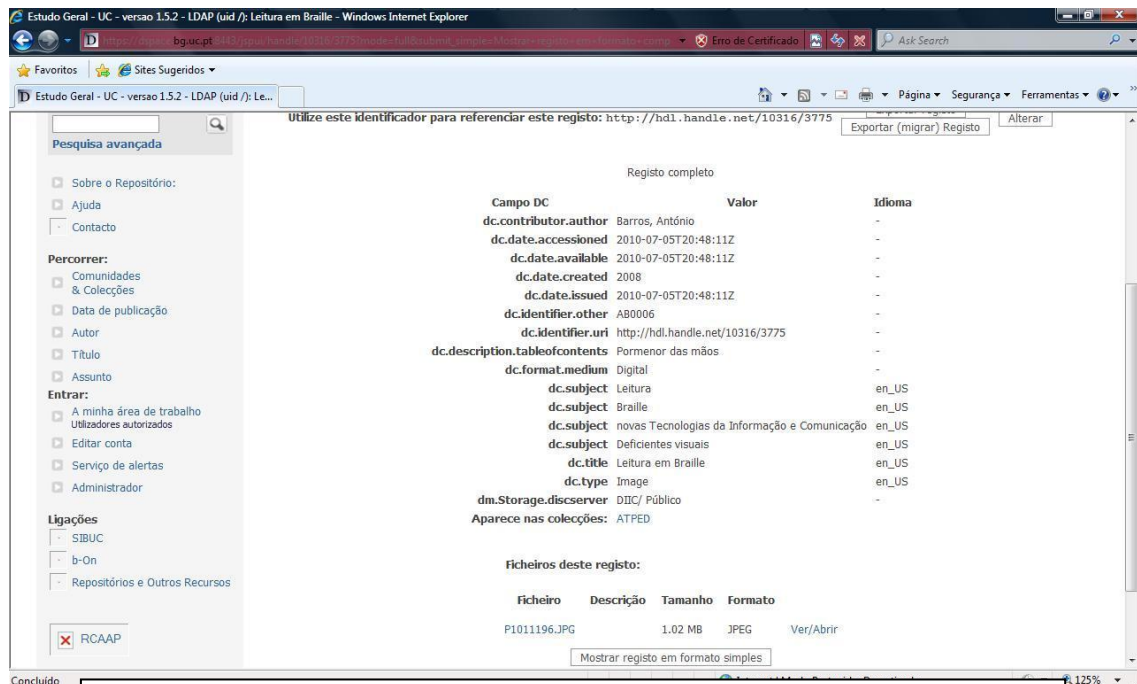 Estudo Geral - UC - versao 1.5.2 - LDAP (uid /): Leitura em Braille - Windows Internet Explorer
bg.uc.pt
Erro de Certificado
Ask Search
Favoritos
Sites Sugeridos
Estudo Geral - UC - versao 1.5.2 - LDAP (uid /): Le...
Página Segurança Ferramentas
Utilize este identificador para referenciar este registo: http://hdl.handle.net/10316/3775
Exportar (migrar) Registo
Alterar
Pesquisa avançada
Sobre o Repositório:
Ajuda
Contacto
Percorrer:
Comunidades
& Colecções
Data de publicação
Autor
Título
Assunto
Entrar:
A minha área de trabalho
Utilizadores autorizados
Editar conta
Serviço de alertas
Administrador
Ligações
SIBUC
b-On
Repositórios e Outros Recursos
RCAAP
Registo completo
Campo DC Valor Idioma
dc.contributor.author Barros, António -
dc.date.accessioned 2010-07-05T20:48:11Z -
dc.date.available 2010-07-05T20:48:11Z -
dc.date.created 2008 -
dc.date.issued 2010-07-05T20:48:11Z -
dc.identifier.other AB0006 -
dc.identifier.uri http://hdl.handle.net/10316/3775 -
dc.description.tableofcontents Pormenor das mãos -
dc.format.medium Digital -
dc.subject Leitura en_US
dc.subject Braille en_US
dc.subject novas Tecnologias da Informação e Comunicação en_US
dc.subject Deficientes visuais en_US
dc.title Leitura em Braille en_US
dc.type Image en_US
dm.Storage.discserver DIIC/ Público -
Aparece nas colecções: ATPED
Ficheiros deste registo:
Ficheiro Descrição Tamanho Formato
P1011196.JPG 1.02 MB JPEG Ver/Abrir
Mostrar registo em formato simples
Concluído
125%